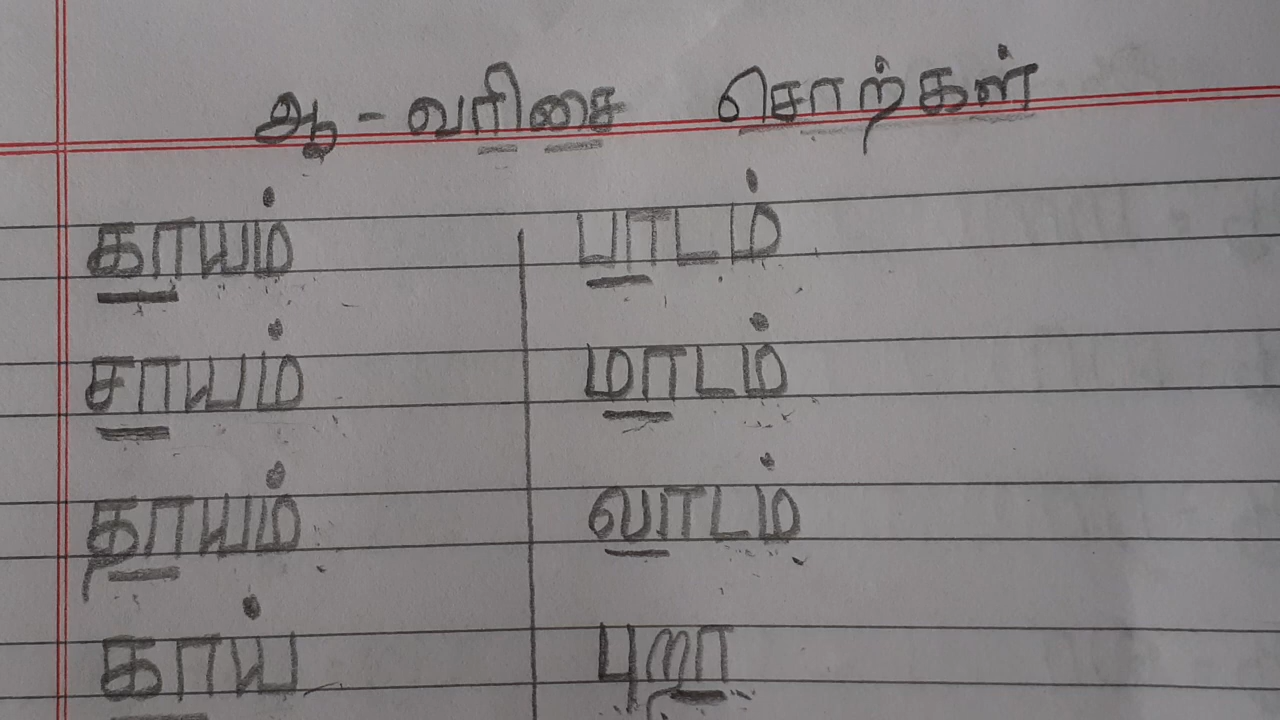 ஆ - வரிசை சொற்கள்
காயம் பாடம்
சாயம் மாடம்
தாயம் வாடம்
காய் புறா